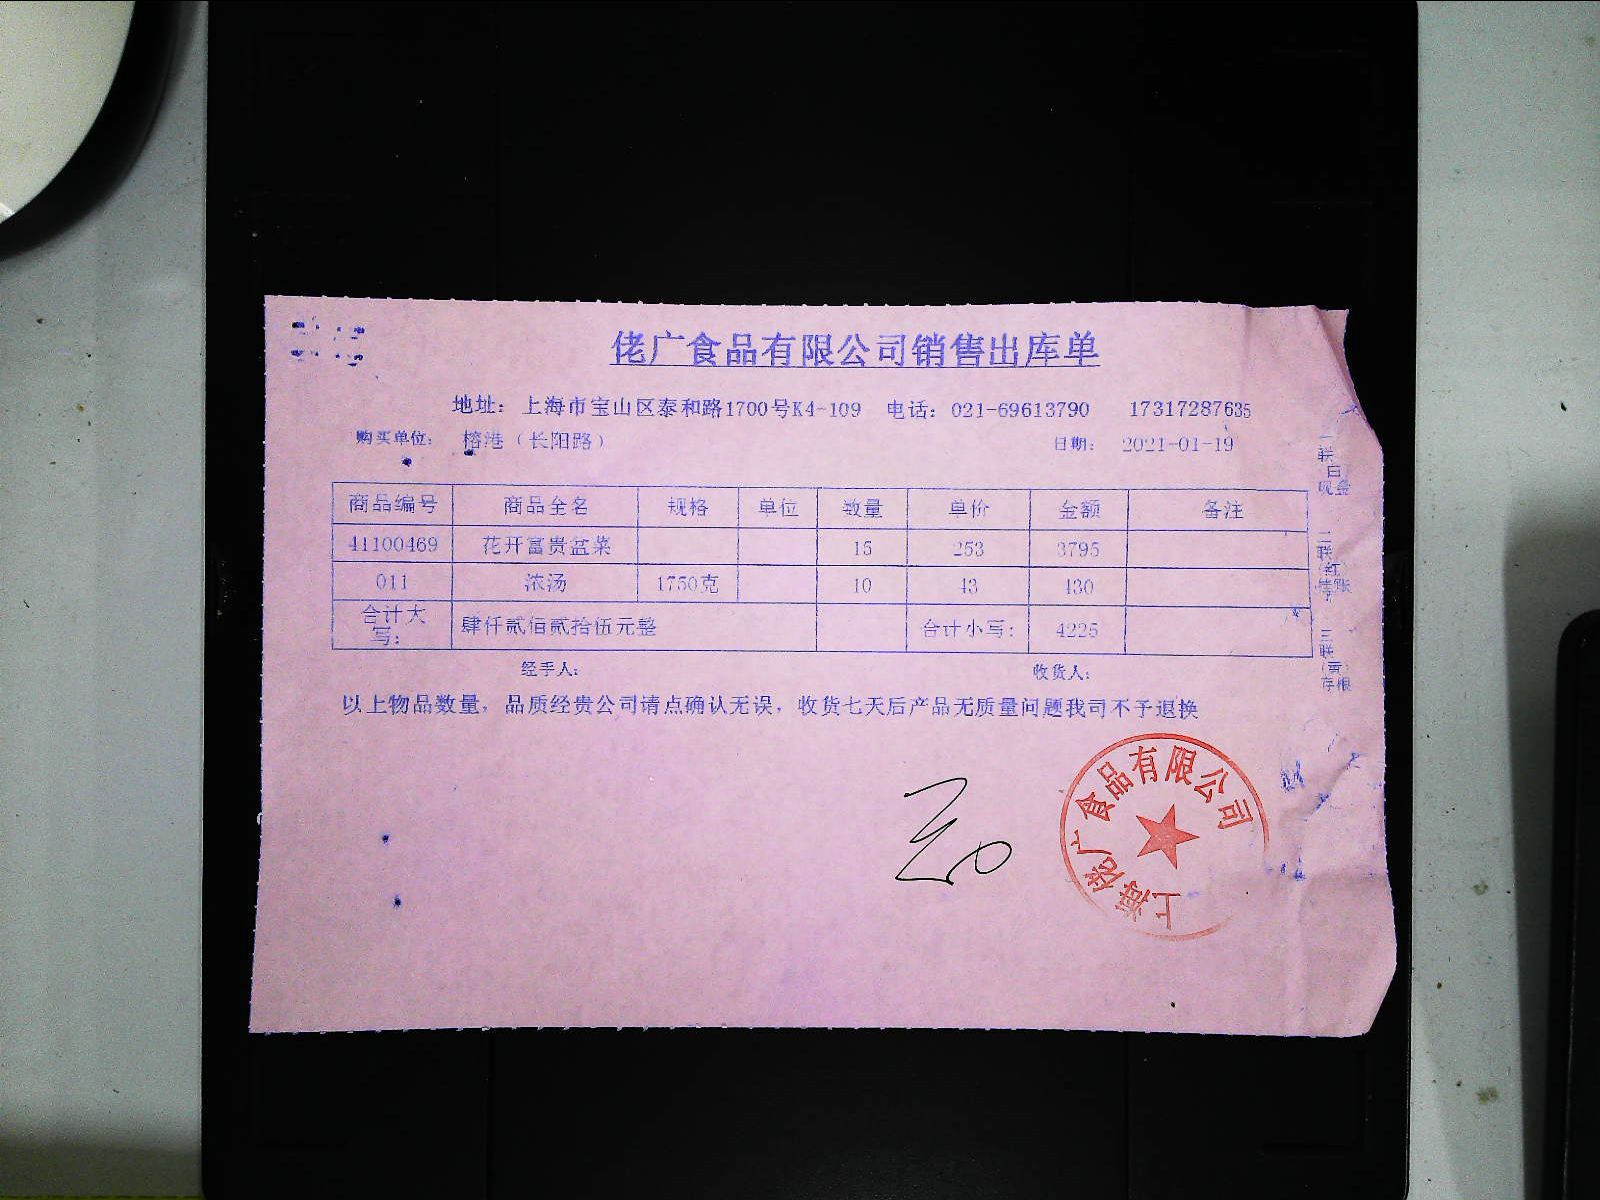 佬广食品有限公司销售出库单
地址：上海市宝山区泰和路1700号K4-109 电话：021-69613790 17317287635
购买单位： 榕港（长阳路） 日期： 2021-01-19
商品编号 商品全名 规格 单位 数量 单价 金额 备注
41100469 花开富贵盆菜 15 253 3795
011 浓汤 1750克 10 43 430
合计大写： 肆仟贰佰贰拾伍元整 合计小写： 4225
经手人： 收货人：
以上物品数量，品质经贵公司请点确认无误，收货七天后产品无质量问题我司不予退换
一联（白）现金
二联（红）结账
三联（黄）存根
上海佬广食品有限公司